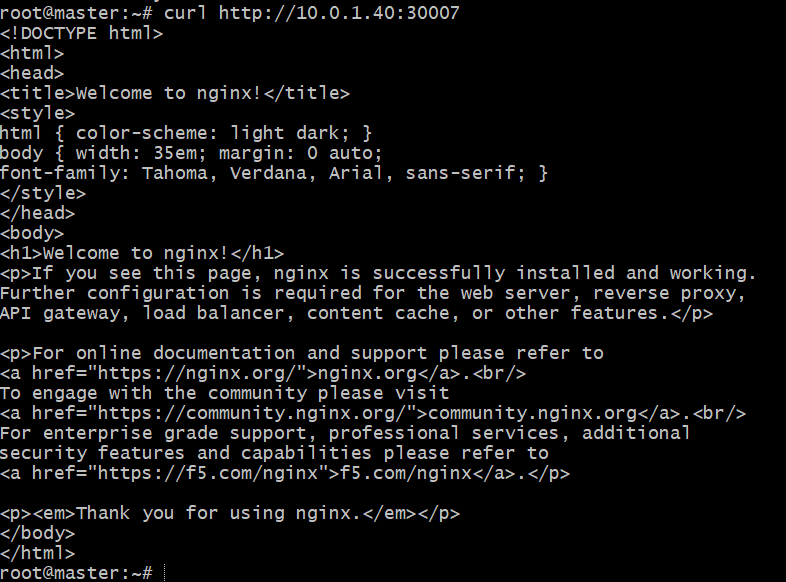 root@master:~# curl http://10.0.1.40:30007
<!DOCTYPE html>
<html>
<head>
<title>Welcome to nginx!</title>
<style>
html { color-scheme: light dark; }
body { width: 35em; margin: 0 auto;
font-family: Tahoma, Verdana, Arial, sans-serif; }
</style>
</head>
<body>
<h1>Welcome to nginx!</h1>
<p>If you see this page, nginx is successfully installed and working.
Further configuration is required for the web server, reverse proxy,
API gateway, load balancer, content cache, or other features.</p>

<p>For online documentation and support please refer to
<a href="https://nginx.org/">nginx.org</a>.<br/>
To engage with the community please visit
<a href="https://community.nginx.org/">community.nginx.org</a>.<br/>
For enterprise grade support, professional services, additional
security features and capabilities please refer to
<a href="https://f5.com/nginx">f5.com/nginx</a>.</p>

<p><em>Thank you for using nginx.</em></p>
</body>
</html>
root@master:~#